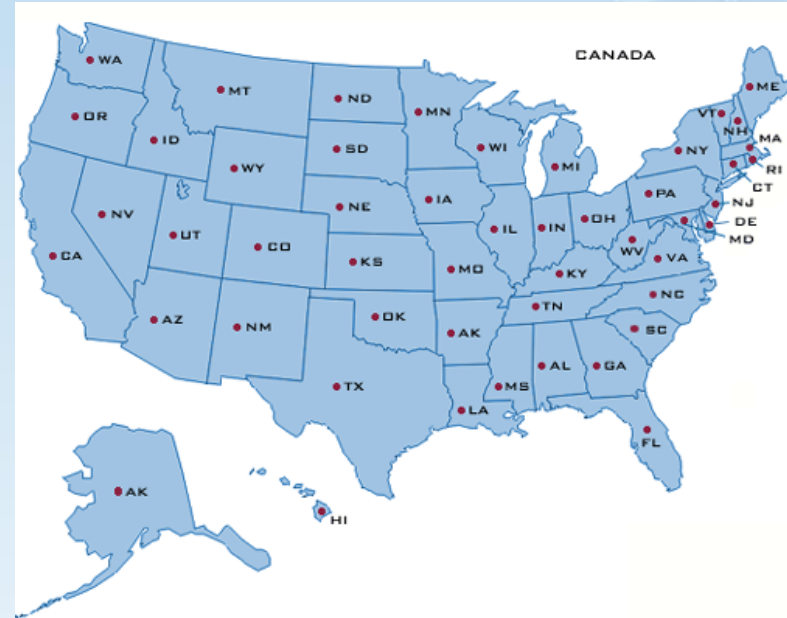 CANADA
WA
MT
ND
MN
ME
VT
NH
OR
ID
SD
WI
MI
NY
MA
RI
WY
CT
NE
IA
PA
NJ
NV
UT
CO
IL
IN
OH
DE
MD
CA
KS
MO
WV
VA
KY
NC
AZ
NM
OK
AK
TN
SC
TX
MS
AL
GA
LA
FL
AK
HI